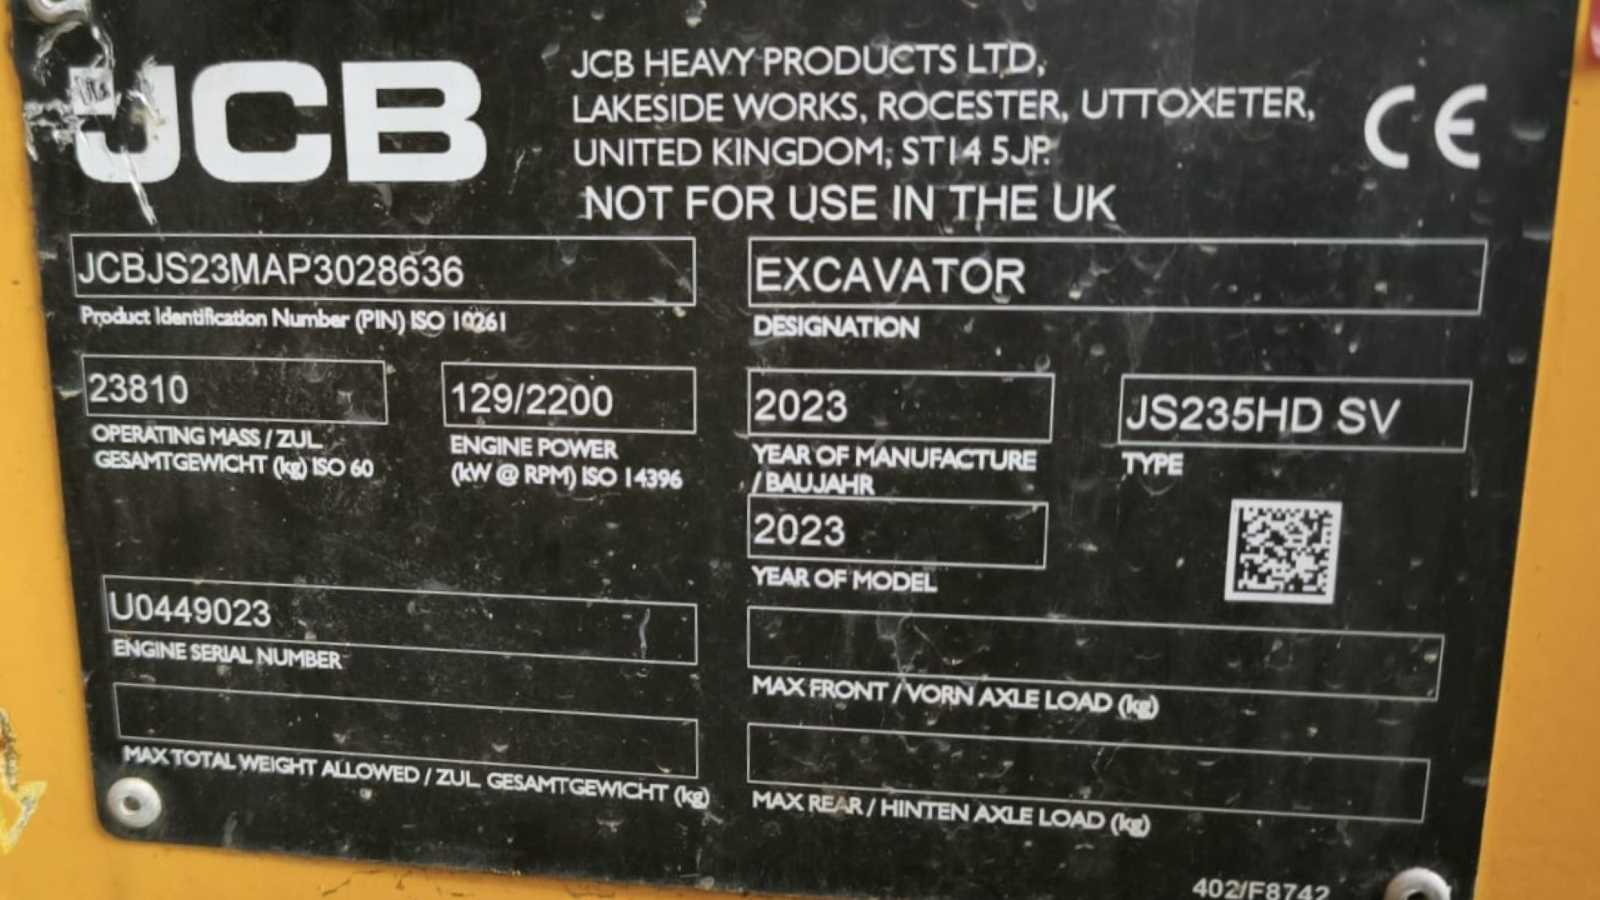 JCB
JCB HEAVY PRODUCTS LTD,
LAKESIDE WORKS, ROCESTER, UTTOXETER,
UNITED KINGDOM, ST14 5JP.
NOT FOR USE IN THE UK
CE
JCBJS23MAP3028636
Product Identification Number (PIN) ISO 10261
EXCAVATOR
DESIGNATION
23810
OPERATING MASS / ZUL.
GESAMTGEWICHT (kg) ISO 60
129/2200
ENGINE POWER
(kW @ RPM) ISO 14396
2023
YEAR OF MANUFACTURE
/ BAUJAHR
JS235HD SV
TYPE
2023
YEAR OF MODEL
U0449023
ENGINE SERIAL NUMBER
MAX FRONT / VORN AXLE LOAD (kg)
MAX TOTAL WEIGHT ALLOWED / ZUL. GESAMTGEWICHT (kg)
MAX REAR / HINTEN AXLE LOAD (kg)
402/F8742